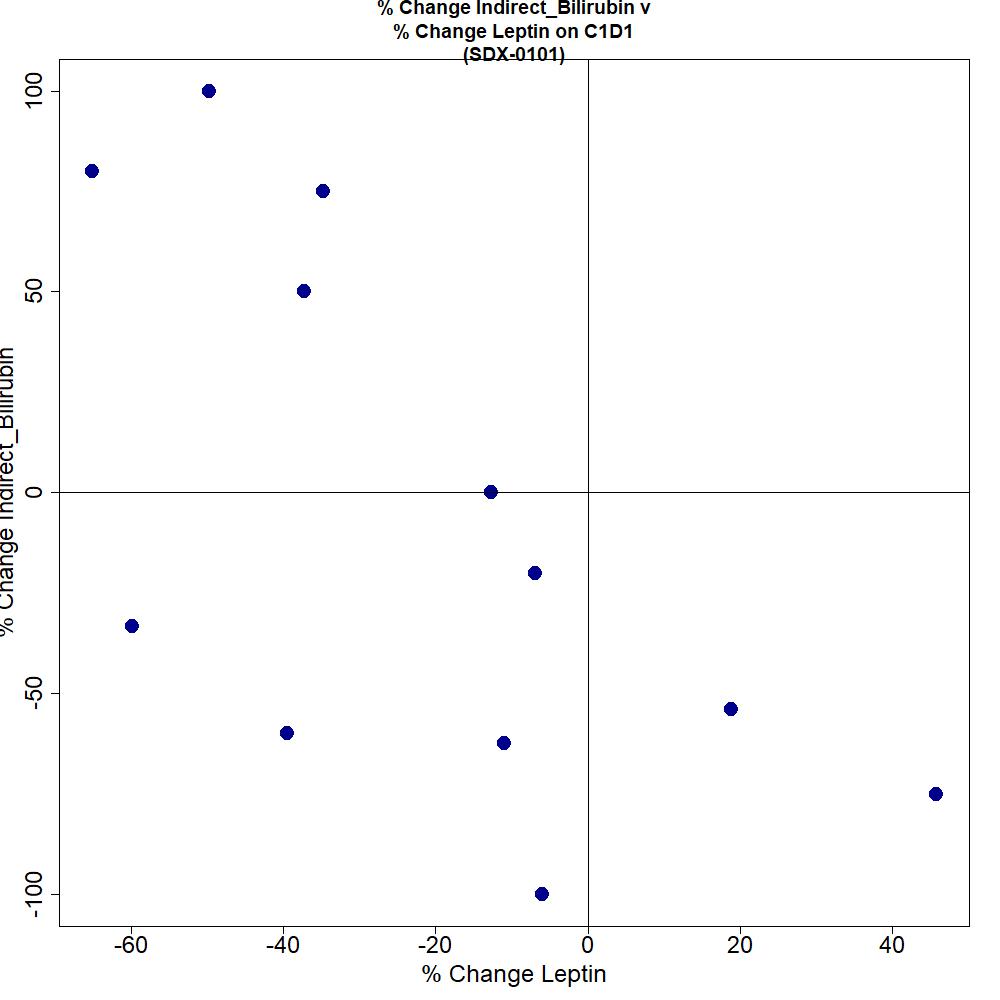 % Change Indirect_Bilirubin v
% Change Leptin on C1D1
(SDX-0101)
100
50
0
-50
-100
% Change Indirect_Bilirubin
-60
-40
-20
0
20
40
% Change Leptin